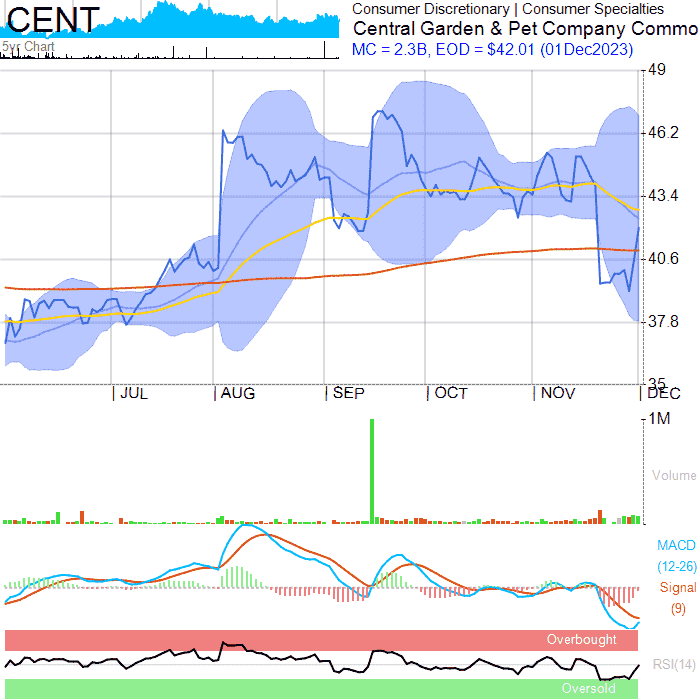 CENT
5yr Chart
Consumer Discretionary | Consumer Specialties
Central Garden & Pet Company Commo
MC = 2.3B, EOD = $42.01 (01Dec2023)
49
46.2
43.4
40.6
37.8
35
JUL AUG SEP OCT NOV DEC
1M
Volume
MACD
(12-26)
Signal
(9)
Overbought
RSI(14)
Oversold